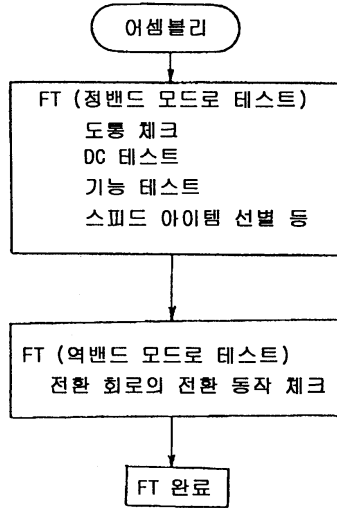 어셈블리
FT (정밴드 모드로 테스트)
도통 체크
DC 테스트
기능 테스트
스피드 아이템 선별 등
FT (역밴드 모드로 테스트)
전환 회로의 전환 동작 체크
FT 완료